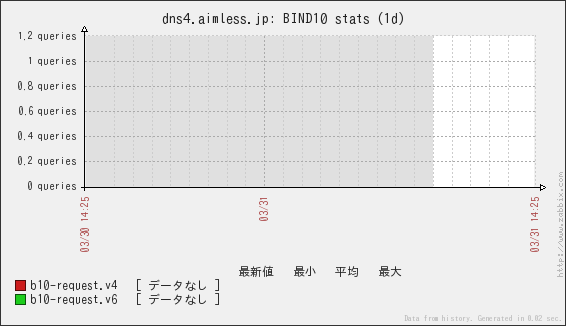 dns4.aimless.jp: BIND10 stats (1d)
1.2 queries
1 queries
0.8 queries
0.6 queries
0.4 queries
0.2 queries
0 queries
03/30 14:25
03/31
03/31 14:25
最新値 最小 平均 最大
b10-request.v4 [ データなし ]
b10-request.v6 [ データなし ]
http://www.zabbix.com
Data from history. Generated in 0.02 sec.